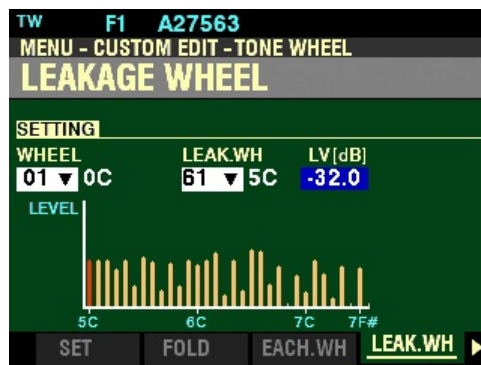 TW F1 A27563
MENU - CUSTOM EDIT - TONE WHEEL
LEAKAGE WHEEL
SETTING
WHEEL LEAK.WH LV[dB]
01 ▼ 0C 61 ▼ 5C -32.0
LEVEL
5C 6C 7C 7F#
SET FOLD EACH.WH LEAK.WH ▶